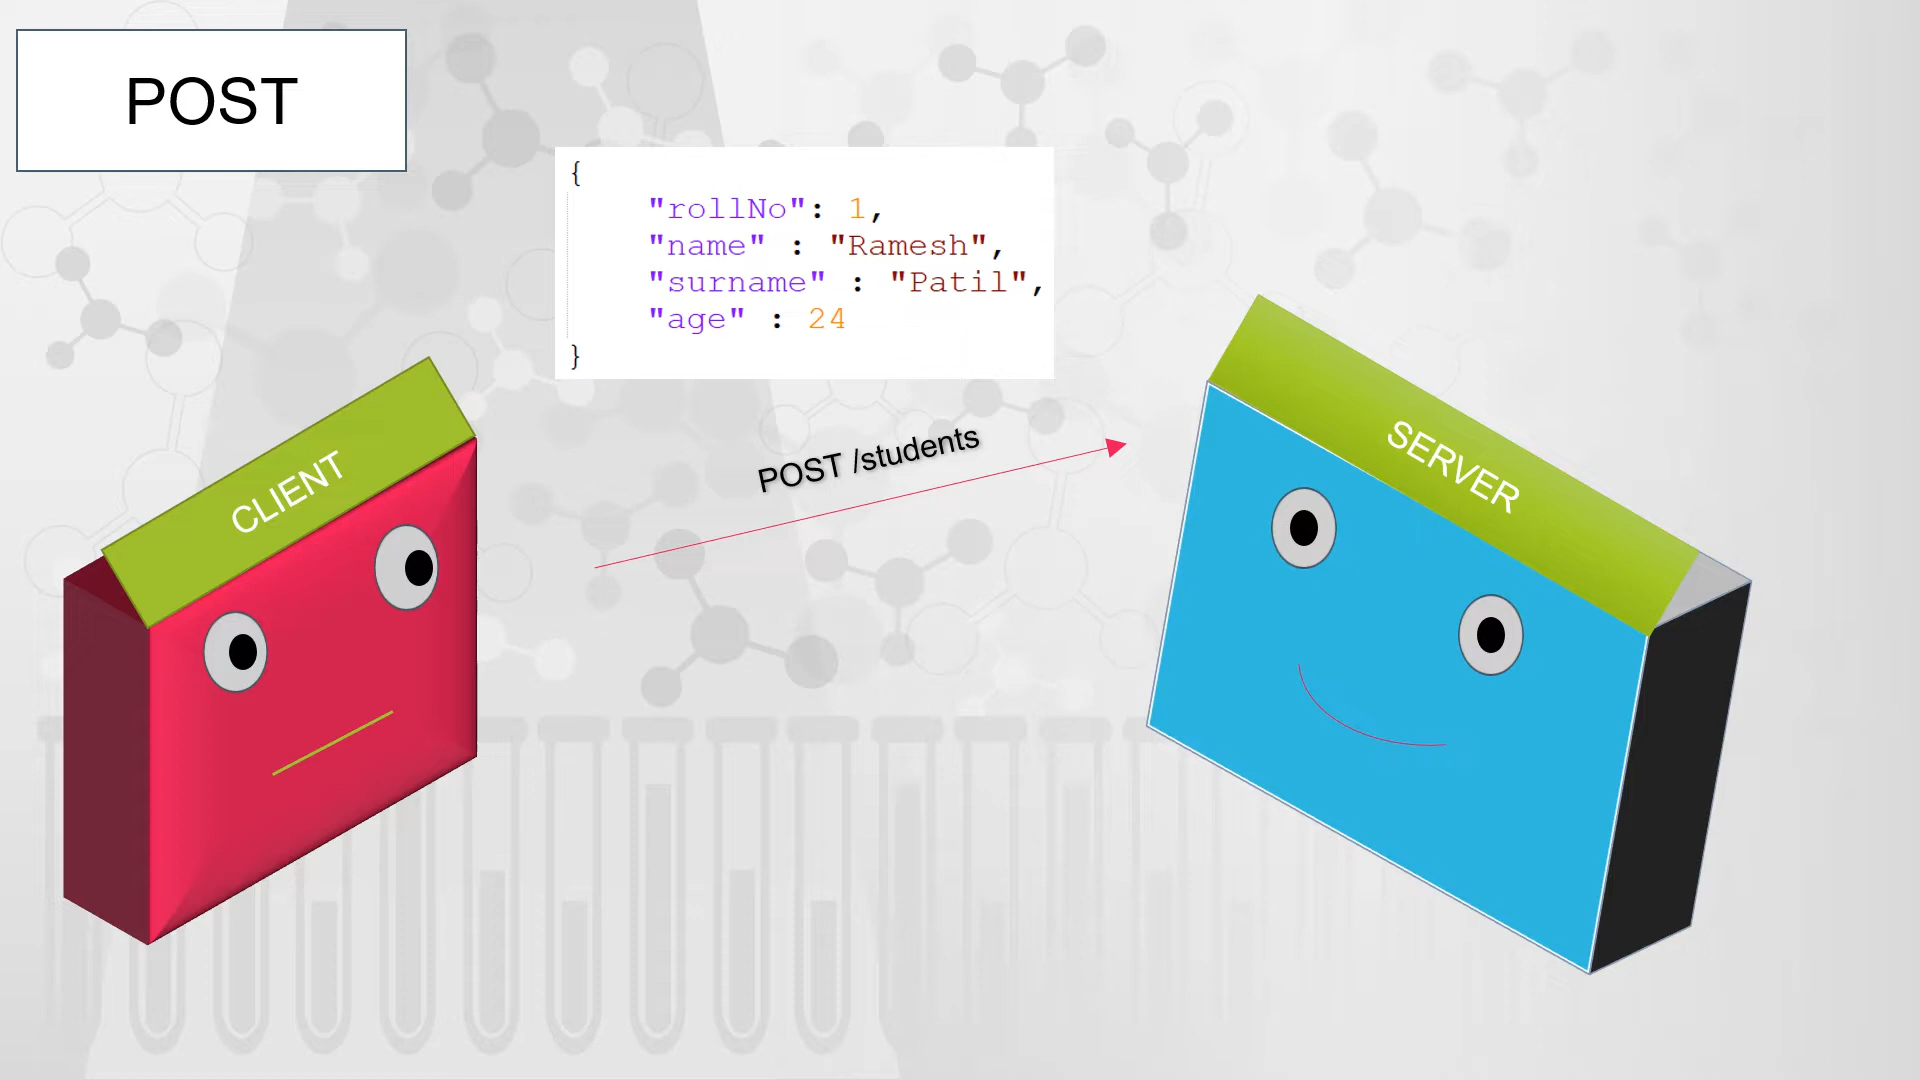 POST
{
"rollNo": 1,
"name" : "Ramesh",
"surname" : "Patil",
"age" : 24
}
POST /students
CLIENT
SERVER